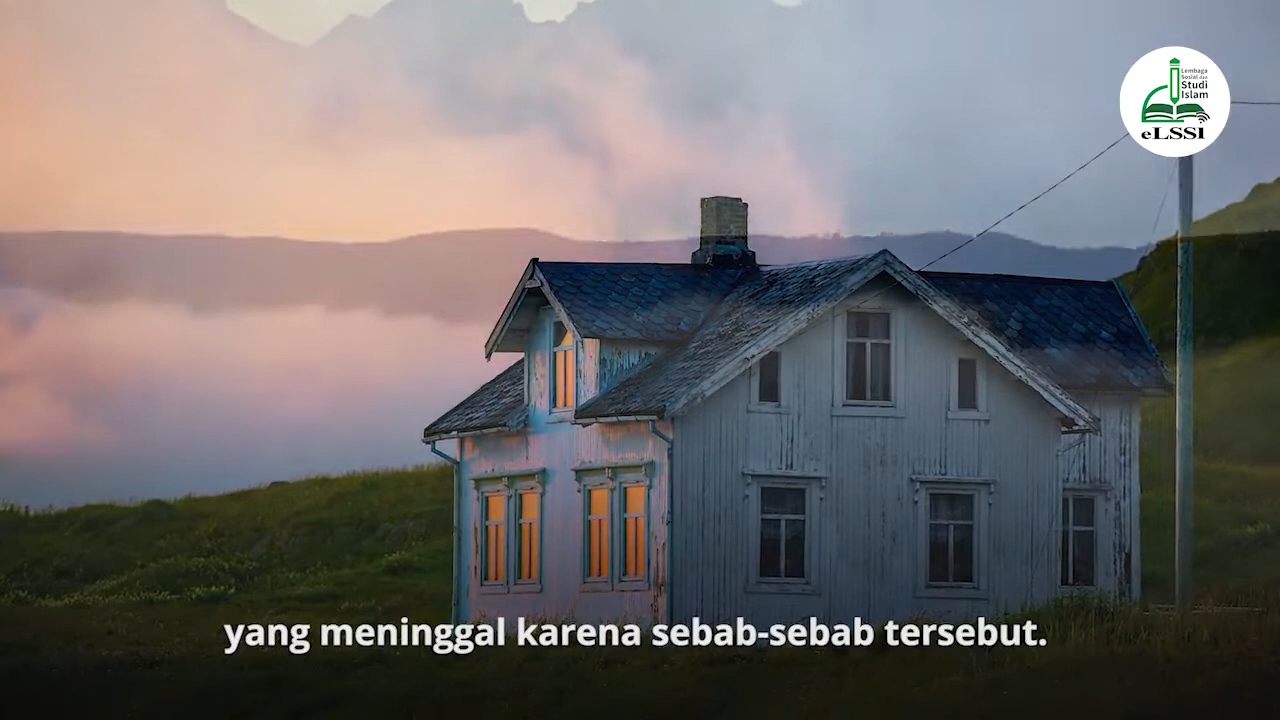 Lembaga
Sosial dan
Studi
Islam
eLSSI
yang meninggal karena sebab-sebab tersebut.